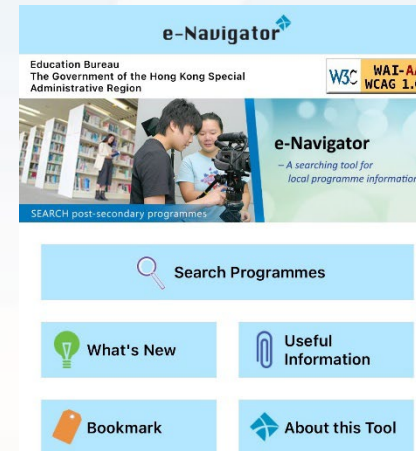 e-Navigator
Education Bureau
The Government of the Hong Kong Special
Administrative Region
W3C WAI-AA
WCAG 1.
e-Navigator
– A searching tool for
local programme information
SEARCH post-secondary programmes
Search Programmes
What's New
Useful
Information
Bookmark
About this Tool